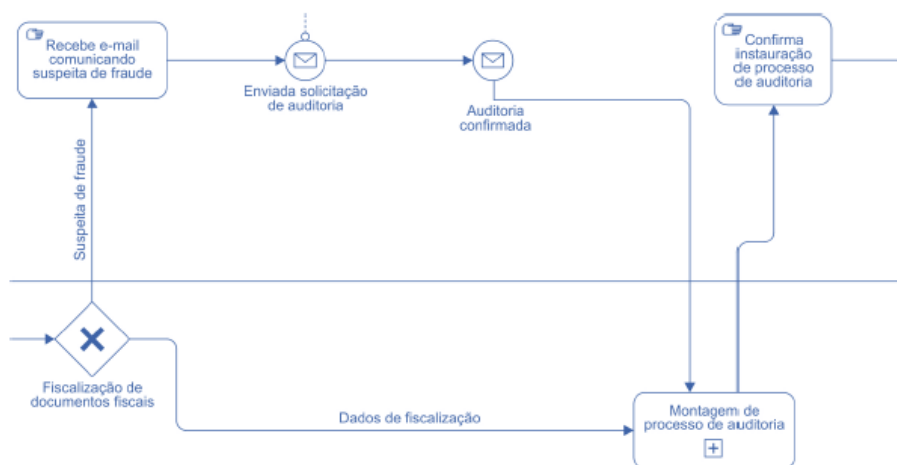 Recebe e-mail
comunicando
suspeita de fraude
Enviada solicitação
de auditoria
Auditoria
confirmada
Confirma
instauração
de processo
de auditoria
Suspeita de fraude
Fiscalização de
documentos fiscais
Dados de fiscalização
Montagem de
processo de auditoria